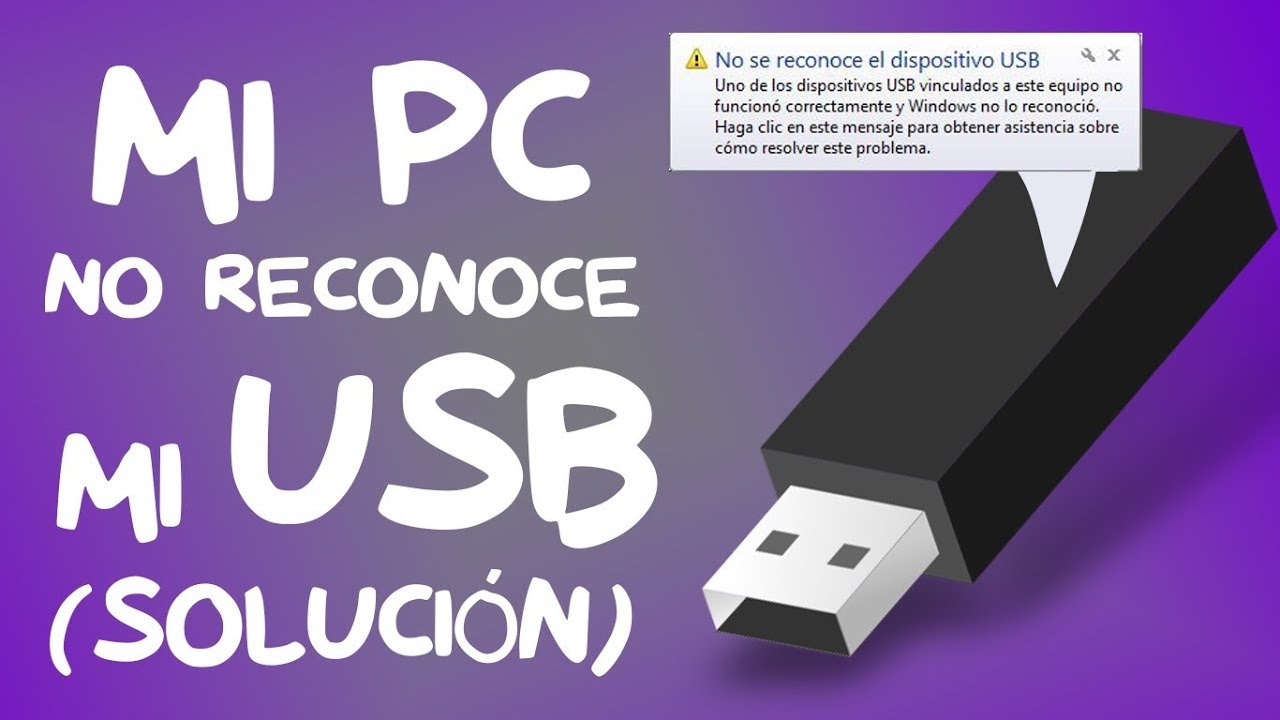 MI PC
NO RECONOCE
MI USB
(SOLUCIÓN)
No se reconoce el dispositivo USB
Uno de los dispositivos USB vinculados a este equipo no
funcionó correctamente y Windows no lo reconoció.
Haga clic en este mensaje para obtener asistencia sobre
cómo resolver este problema.